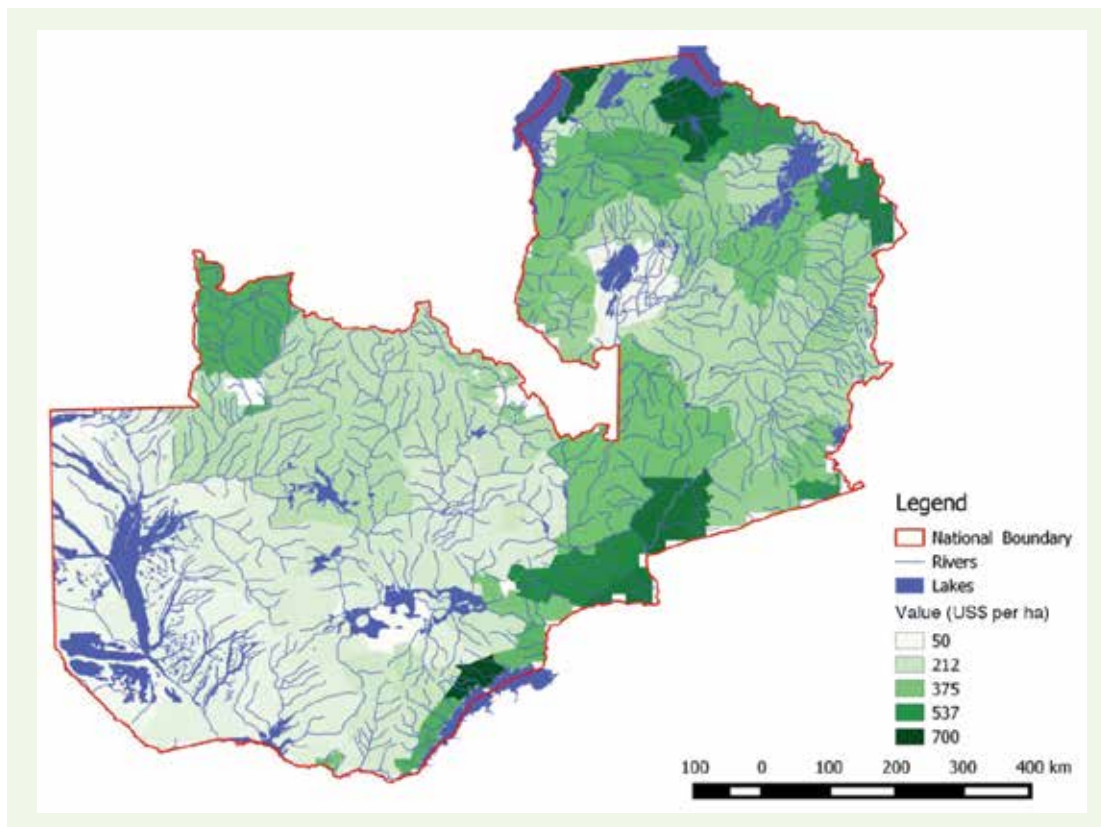 Legend
National Boundary
Rivers
Lakes
Value (US$ per ha)
50
212
375
537
700
100 0 100 200 300 400 km